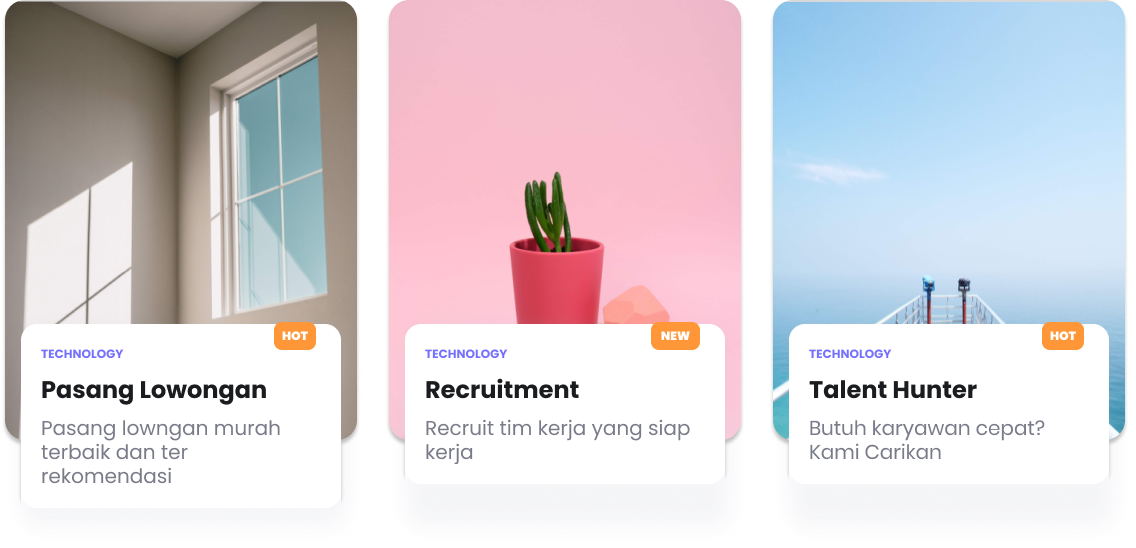 HOT
TECHNOLOGY
Pasang Lowongan
Pasang lowngan murah
terbaik dan ter
rekomendasi
NEW
TECHNOLOGY
Recruitment
Recruit tim kerja yang siap
kerja
HOT
TECHNOLOGY
Talent Hunter
Butuh karyawan cepat?
Kami Carikan